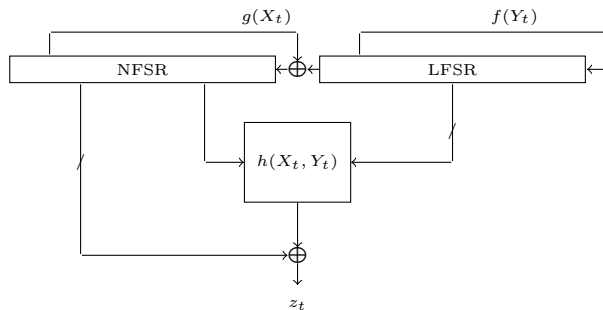 g(X_t) f(Y_t)
NFSR LFSR
h(X_t, Y_t)
z_t